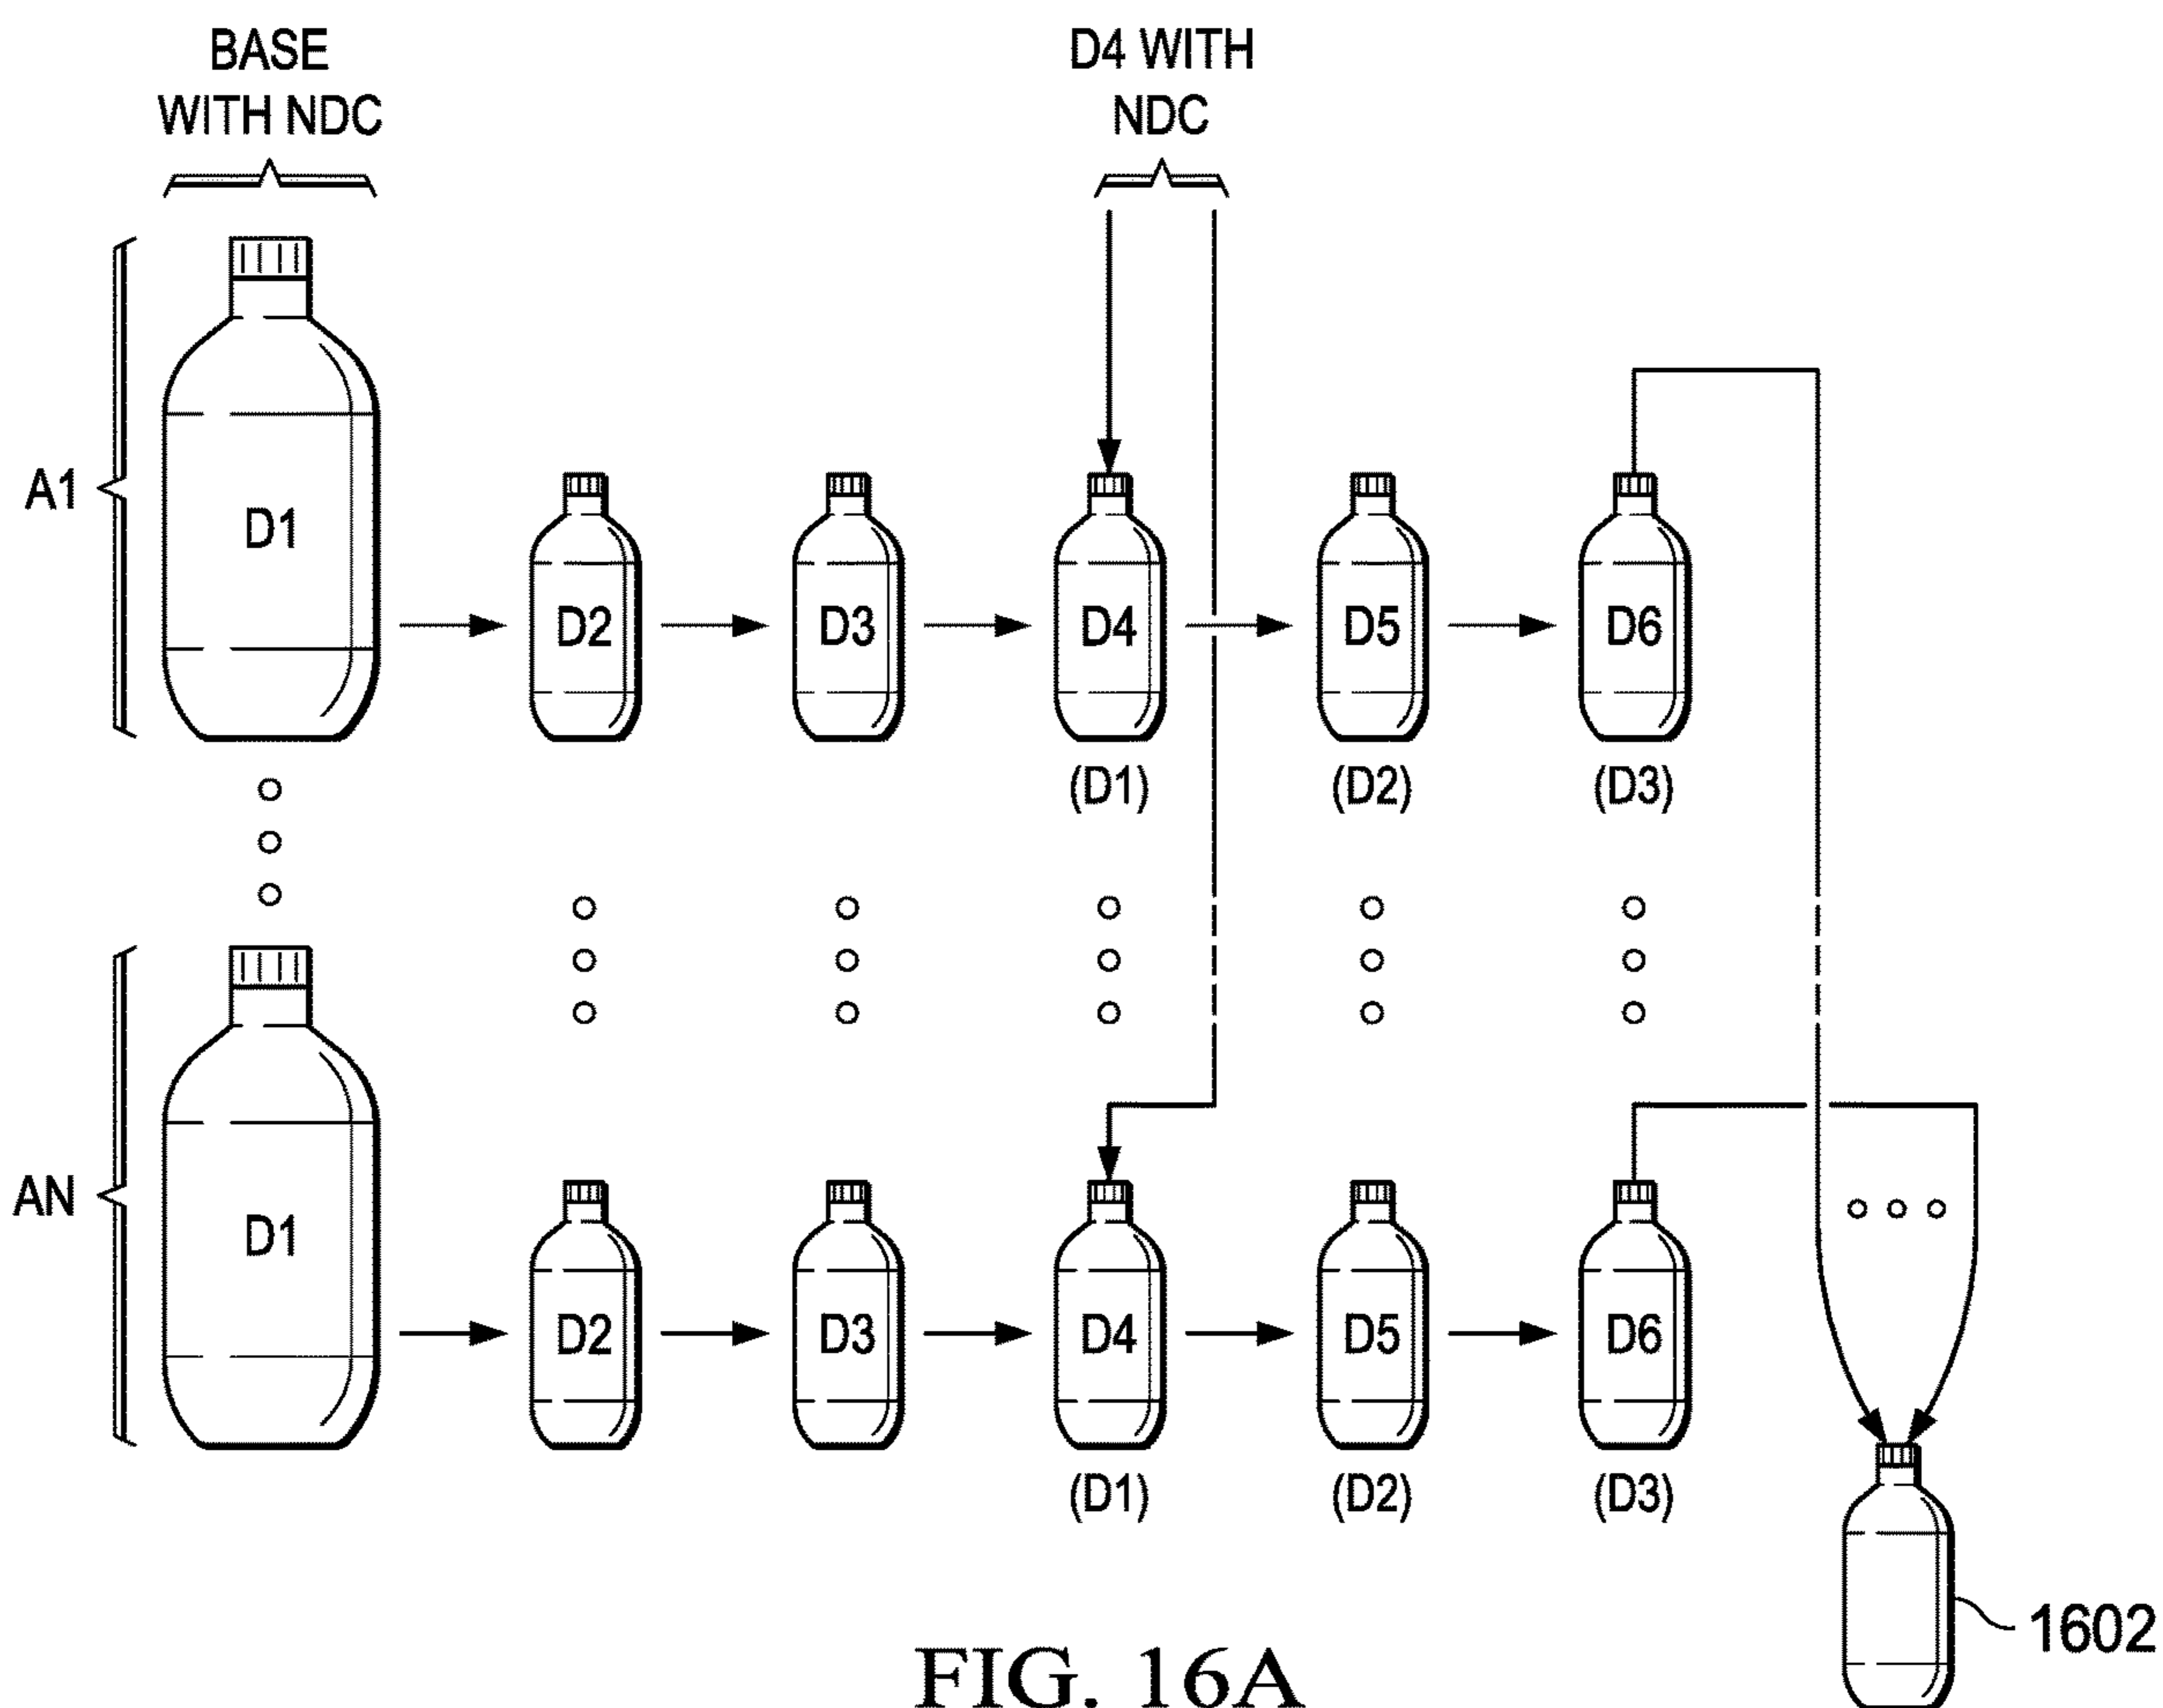 BASE
WITH NDC
D4 WITH
NDC
A1
D1
D2
D3
D4
D5
D6
(D1)
(D2)
(D3)
AN
D1
D2
D3
D4
D5
D6
(D1)
(D2)
(D3)
1602
FIG. 16A